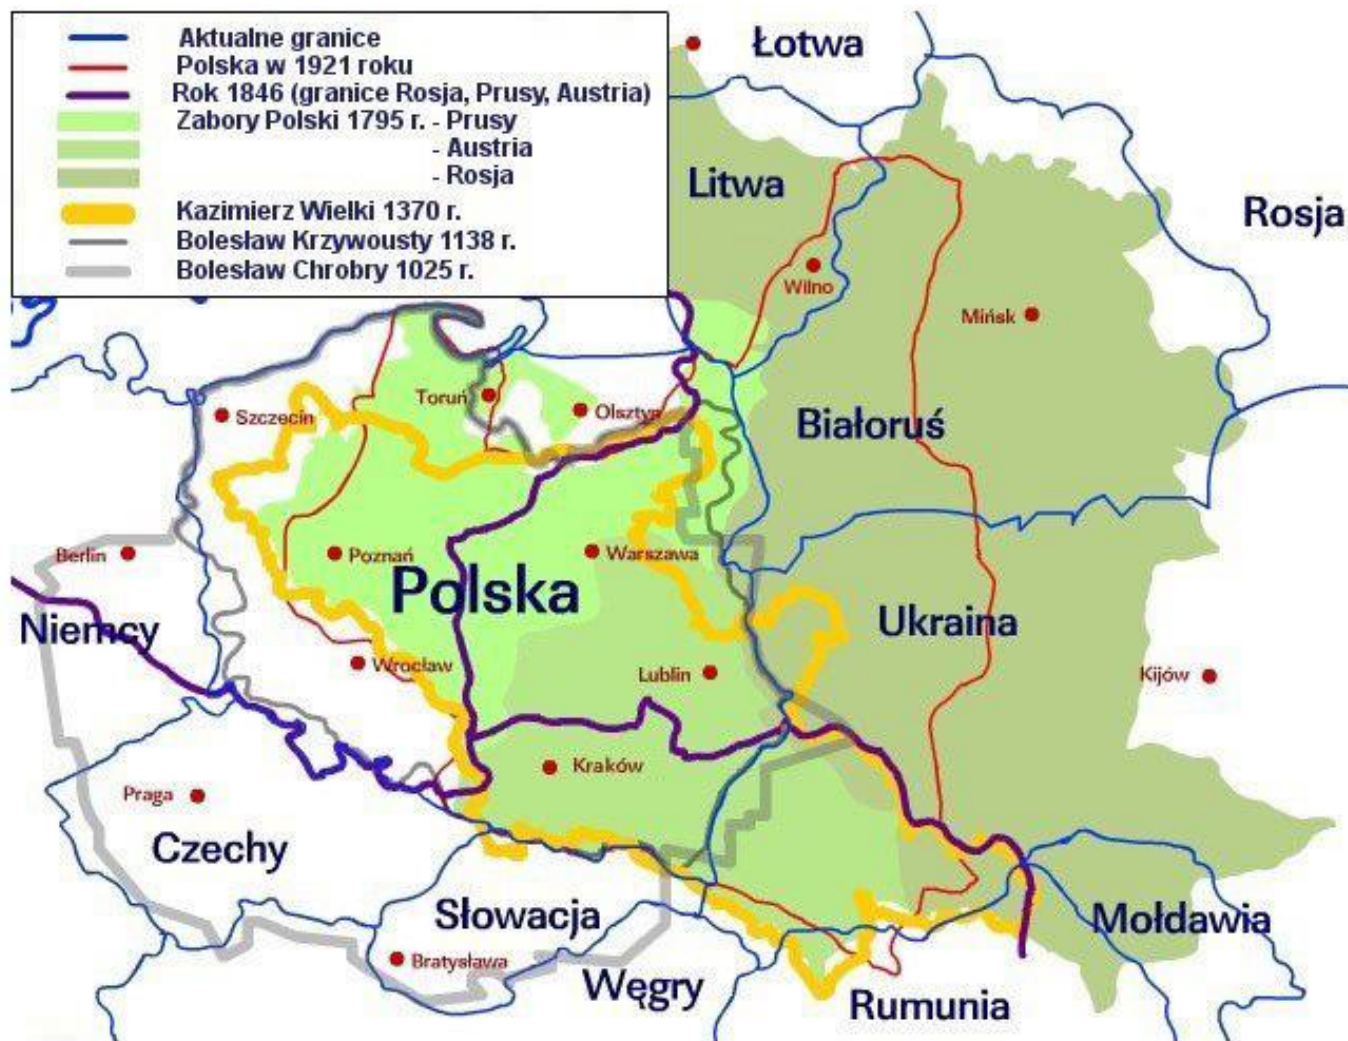 Aktualne granice
Polska w 1921 roku
Rok 1846 (granice Rosja, Prusy, Austria)
Zabory Polski 1795 r. - Prusy
- Austria
- Rosja
Kazimierz Wielki 1370 r.
Bolesław Krzywousty 1138 r.
Bolesław Chrobry 1025 r.
Łotwa
Litwa
Rosja
Wilno
Mińsk
Toruń
Szczecin
Olsztyn
Białoruś
Berlin
Poznań
Warszawa
Polska
Niemcy
Ukraina
Wrocław
Lublin
Kijów
Kraków
Praga
Czechy
Słowacja
Mołdawia
Bratysława
Węgry
Rumunia